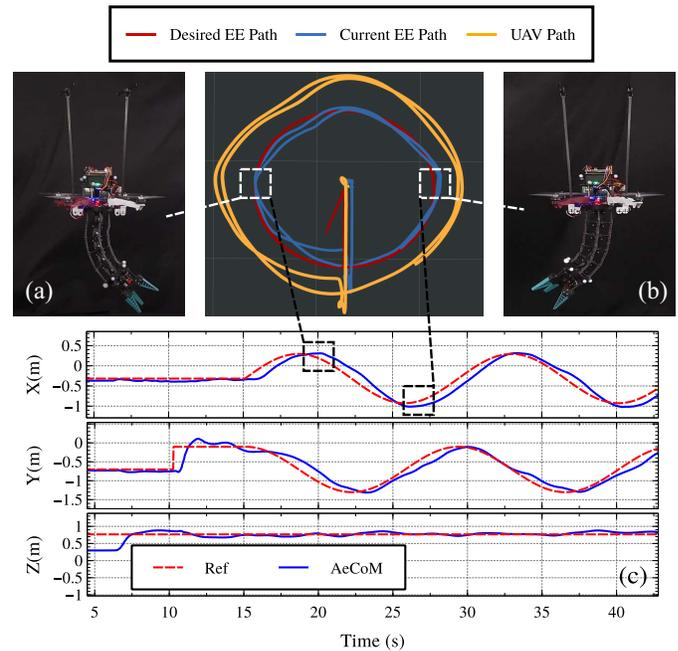 Desired EE Path Current EE Path UAV Path
(a) (b)
X(m)
0.5
0
−0.5
−1
Y(m)
0
−0.5
−1.0
−1.5
Z(m)
1
0.5
0
−0.5
−1
Ref AeCoM
(c)
5 10 15 20 25 30 35 40
Time (s)